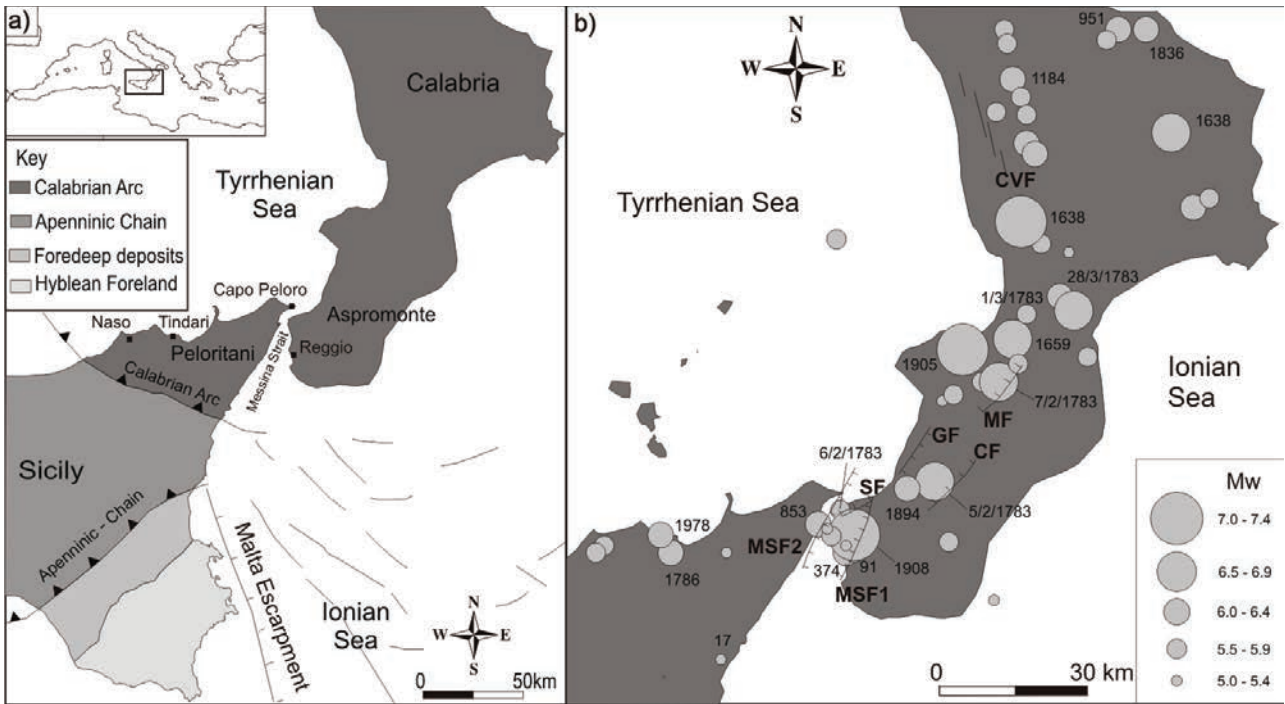 a)
Calabria
Key
Calabrian Arc
Apenninic Chain
Foredeep deposits
Hyblean Foreland
Tyrrhenian
Sea
Capo Peloro
Naso
Tindari
Peloritani
Aspromonte
Reggio
Messina Strait
Calabrian Arc
Sicily
Apenninic - Chain
Malta Escarpment
Ionian
Sea
N
W E
S
0 50km
b)
N
W E
S
951
1836
1184
1638
CVF
Tyrrhenian Sea
1638
28/3/1783
1/3/1783
1659
1905
Ionian
Sea
7/2/1783
MF
GF
CF
6/2/1783
SF
853
1894
5/2/1783
1978
MSF2
1786
374
91
1908
MSF1
17
0 30 km
Mw
7.0 - 7.4
6.5 - 6.9
6.0 - 6.4
5.5 - 5.9
5.0 - 5.4